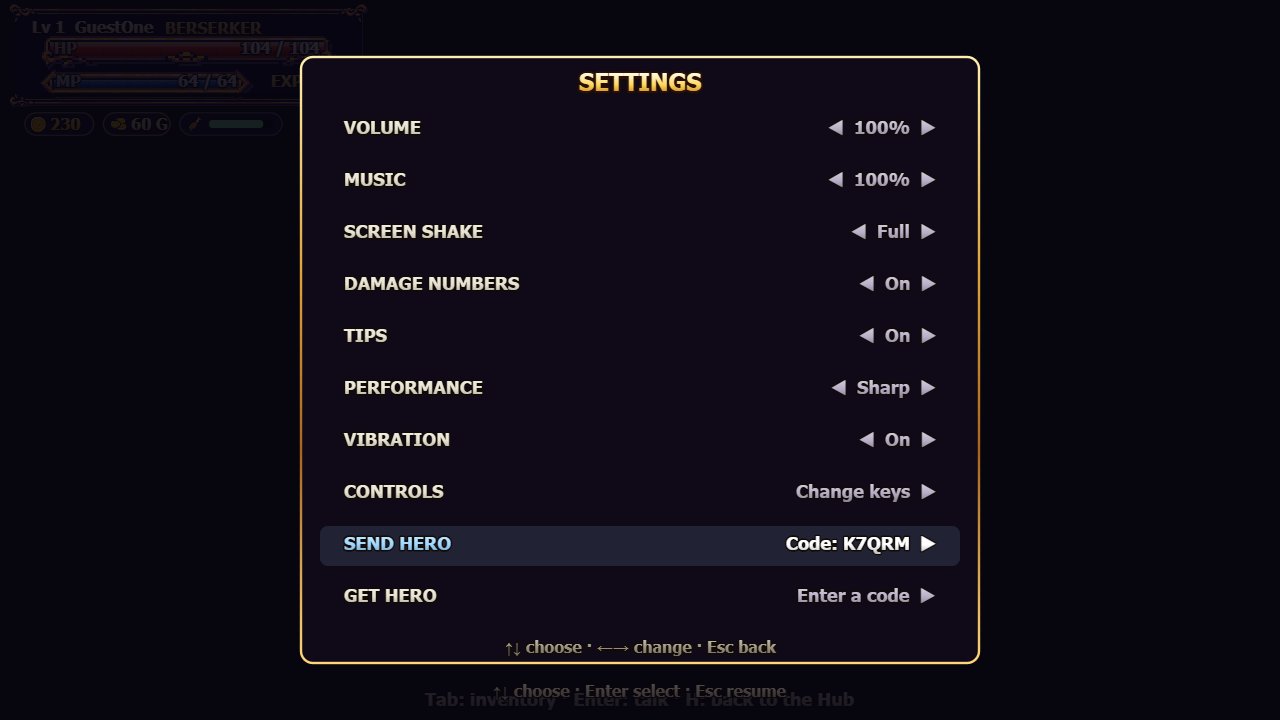 Lv 1 GuestOne BERSERKER
HP 104 / 104
MP 64 / 64 EXP
230 60 G
SETTINGS
VOLUME ◀ 100% ▶
MUSIC ◀ 100% ▶
SCREEN SHAKE ◀ Full ▶
DAMAGE NUMBERS ◀ On ▶
TIPS ◀ On ▶
PERFORMANCE ◀ Sharp ▶
VIBRATION ◀ On ▶
CONTROLS Change keys ▶
SEND HERO Code: K7QRM ▶
GET HERO Enter a code ▶
↑↓ choose · ←→ change · Esc back
↑↓ choose · Enter select · Esc resume
Tab: inventory · Enter: talk · H: back to the Hub